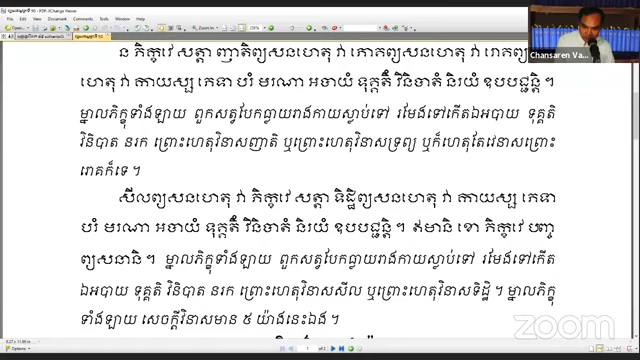 File Edit View Document Comments Tools Window Help
Chansaren Va...
ន ភិក្ខវេ សត្តា ញាតិព្យសនហេតុ វា ភោគព្យសនហេតុ វា រោគព្យ
ហេតុ វា កាយស្ស ភេទា បរំ មរណា អបាយំ ទុគ្គតឹ វិនិបាតំ និរយំ ឧបបជ្ជន្តិ។
ម្នាលភិក្ខុទាំងឡាយ ពួកសត្វបែកធ្លាយរាងកាយស្លាប់ទៅ រមែងទៅកើតឯអបាយ ទុគ្គតិ
វិនិបាត នរក ព្រោះហេតុវិនាសញាតិ ឬព្រោះហេតុវិនាសទ្រព្យ ឬក៏ហេតុតែវេនាសព្រោះ
រោគក៏ទេ ។
សីលព្យសនហេតុ វា ភិក្ខវេ សត្តា ទិដ្ឋិព្យសនហេតុ វា កាយស្ស ភេទា
បរំ មរណា អបាយំ ទុគ្គតឹ វិនិបាតំ និរយំ ឧបបជ្ជន្តិ ។ ឥមានិ ខោ ភិក្ខវេ បញ្ច
ព្យសនានិ ។ ម្នាលភិក្ខុទាំងឡាយ ពួកសត្វបែកធ្លាយរាងកាយស្លាប់ទៅ រមែងទៅកើត
ឯអបាយ ទុគ្គតិ វិនិបាត នរក ព្រោះហេតុវិនាសសីល ឬព្រោះហេតុវិនាសទិដ្ឋិ ។ ម្នាលភិក្ខុ
ទាំងឡាយ សេចក្តីវិនាសមាន ៥ យ៉ាងនេះឯង ។
zoom